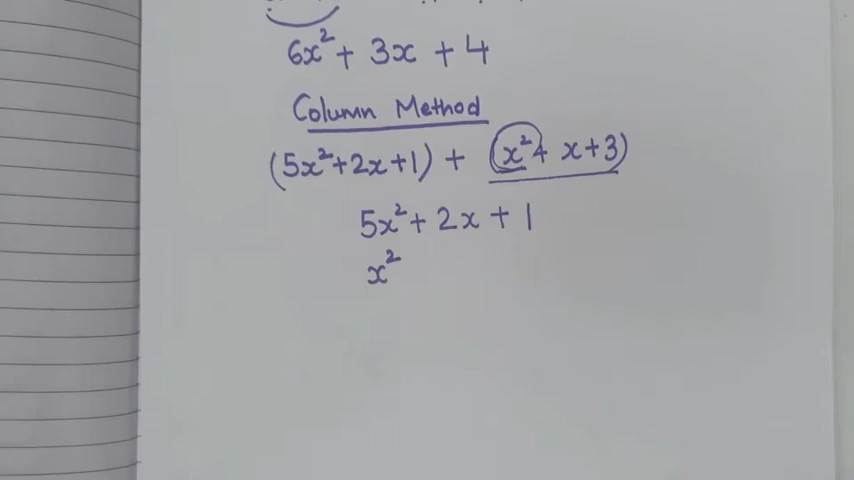 6x² + 3x + 4
Column Method
(5x²+2x+1) + (x²+ x+3)
5x² + 2x + 1
x²